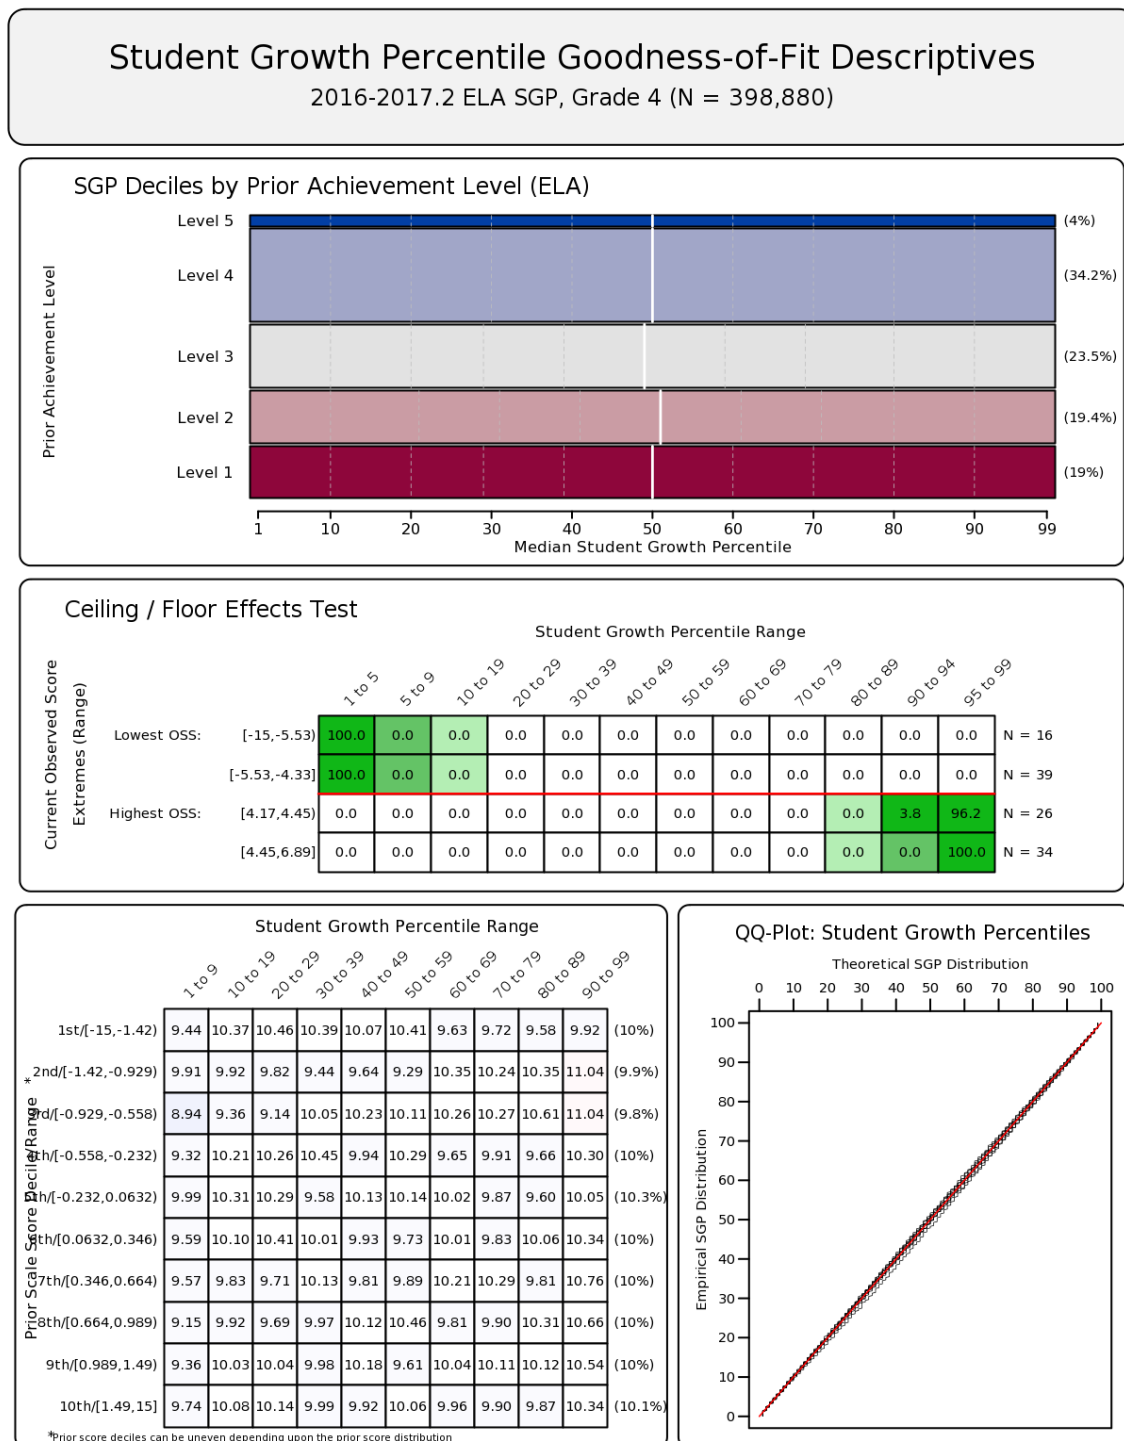 Student Growth Percentile Goodness-of-Fit Descriptives
2016-2017.2 ELA SGP, Grade 4 (N = 398,880)
SGP Deciles by Prior Achievement Level (ELA)
Prior Achievement Level
Level 5 (4%)
Level 4 (34.2%)
Level 3 (23.5%)
Level 2 (19.4%)
Level 1 (19%)
1 10 20 30 40 50 60 70 80 90 99
Median Student Growth Percentile
Ceiling / Floor Effects Test
Student Growth Percentile Range
Current Observed Score
Extremes (Range)
1 to 5 5 to 9 10 to 19 20 to 29 30 to 39 40 to 49 50 to 59 60 to 69 70 to 79 80 to 89 90 to 94 95 to 99
Lowest OSS: [-15,-5.53) 100.0 0.0 0.0 0.0 0.0 0.0 0.0 0.0 0.0 0.0 0.0 0.0 N = 16
[-5.53,-4.33] 100.0 0.0 0.0 0.0 0.0 0.0 0.0 0.0 0.0 0.0 0.0 0.0 N = 39
Highest OSS: [4.17,4.45) 0.0 0.0 0.0 0.0 0.0 0.0 0.0 0.0 0.0 0.0 3.8 96.2 N = 26
[4.45,6.89] 0.0 0.0 0.0 0.0 0.0 0.0 0.0 0.0 0.0 0.0 0.0 100.0 N = 34
Student Growth Percentile Range
Prior Scale Score Decile/Range *
1 to 9 10 to 19 20 to 29 30 to 39 40 to 49 50 to 59 60 to 69 70 to 79 80 to 89 90 to 99
1st/[-15,-1.42) 9.44 10.37 10.46 10.39 10.07 10.41 9.63 9.72 9.58 9.92 (10%)
2nd/[-1.42,-0.929) 9.91 9.92 9.82 9.44 9.64 9.29 10.35 10.24 10.35 11.04 (9.9%)
3rd/[-0.929,-0.558) 8.94 9.36 9.14 10.05 10.23 10.11 10.26 10.27 10.61 11.04 (9.8%)
4th/[-0.558,-0.232) 9.32 10.21 10.26 10.45 9.94 10.29 9.65 9.91 9.66 10.30 (10%)
5th/[-0.232,0.0632) 9.99 10.31 10.29 9.58 10.13 10.14 10.02 9.87 9.60 10.05 (10.3%)
6th/[0.0632,0.346) 9.59 10.10 10.41 10.01 9.93 9.73 10.01 9.83 10.06 10.34 (10%)
7th/[0.346,0.664) 9.57 9.83 9.71 10.13 9.81 9.89 10.21 10.29 9.81 10.76 (10%)
8th/[0.664,0.989) 9.15 9.92 9.69 9.97 10.12 10.46 9.81 9.90 10.31 10.66 (10%)
9th/[0.989,1.49) 9.36 10.03 10.04 9.98 10.18 9.61 10.04 10.11 10.12 10.54 (10%)
10th/[1.49,15] 9.74 10.08 10.14 9.99 9.92 10.06 9.96 9.90 9.87 10.34 (10.1%)
*Prior score deciles can be uneven depending upon the prior score distribution
QQ-Plot: Student Growth Percentiles
Theoretical SGP Distribution
0 10 20 30 40 50 60 70 80 90 100
Empirical SGP Distribution
100
90
80
70
60
50
40
30
20
10
0